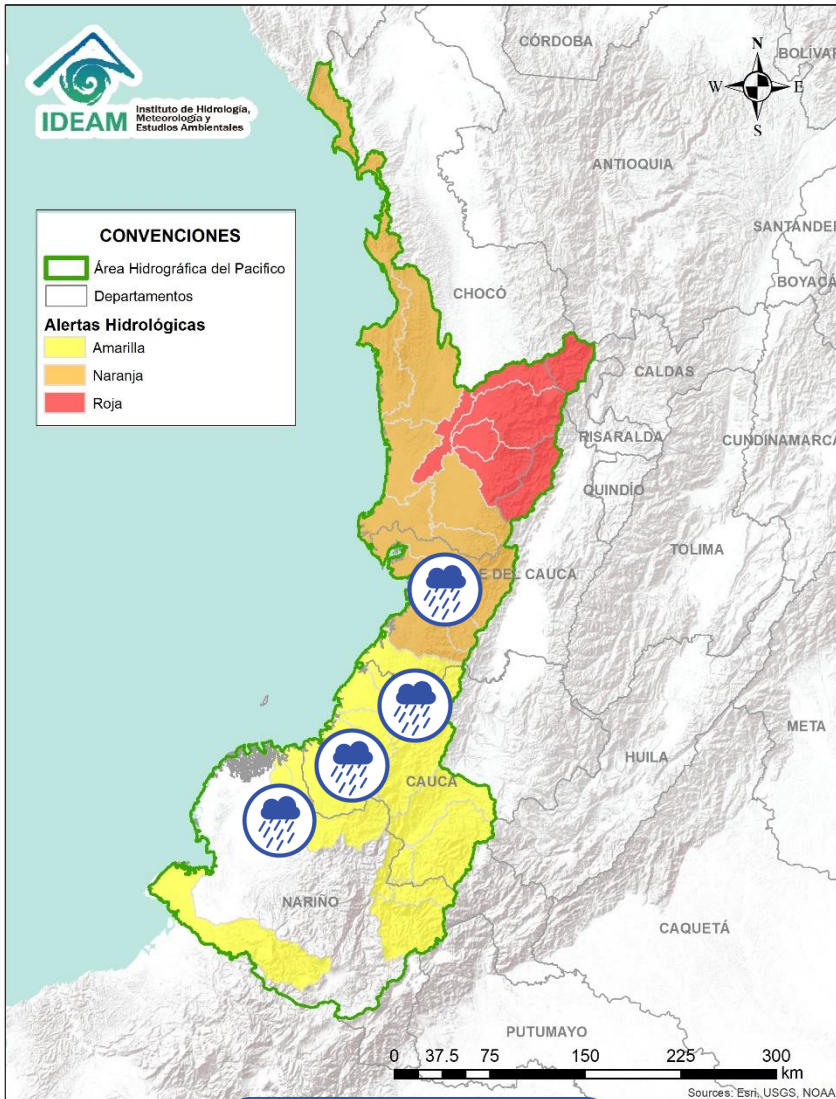 IDEAM
Instituto de Hidrología,
Meteorología y
Estudios Ambientales
CÓRDOBA
BOLÍVAR
N
W
E
S
ANTIOQUIA
SANTANDER
BOYACÁ
CONVENCIONES
Área Hidrográfica del Pacifico
Departamentos
Alertas Hidrológicas
Amarilla
Naranja
Roja
CHOCÓ
CALDAS
RISARALDA
CUNDINAMARCA
QUINDÍO
TOLIMA
E DEL CAUCA
META
HUILA
CAUCA
NARIÑO
CAQUETÁ
PUTUMAYO
0 37.5 75 150 225 300
km
Sources: Esri, USGS, NOAA